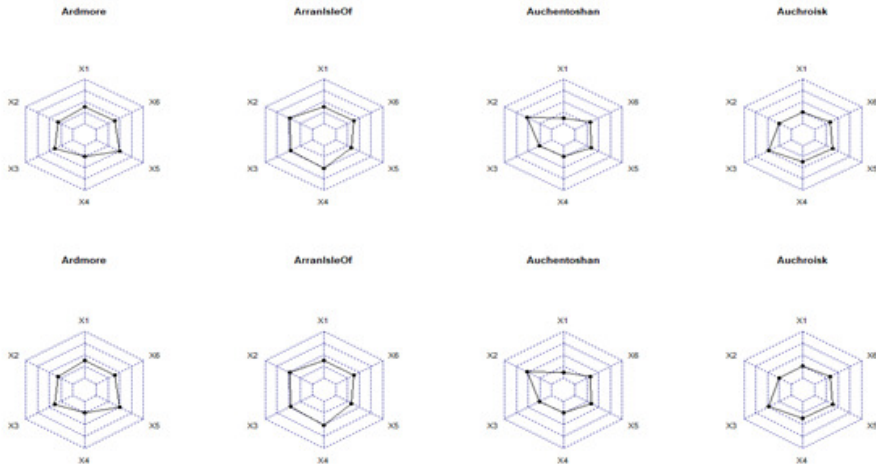 Ardmore ArranIsleOf Auchentoshan Auchroisk
X1 X1 X1 X1
X2 X6 X2 X6 X2 X6 X2 X6
X3 X5 X3 X5 X3 X5 X3 X5
X4 X4 X4 X4
Ardmore ArranIsleOf Auchentoshan Auchroisk
X1 X1 X1 X1
X2 X6 X2 X6 X2 X6 X2 X6
X3 X5 X3 X5 X3 X5 X3 X5
X4 X4 X4 X4